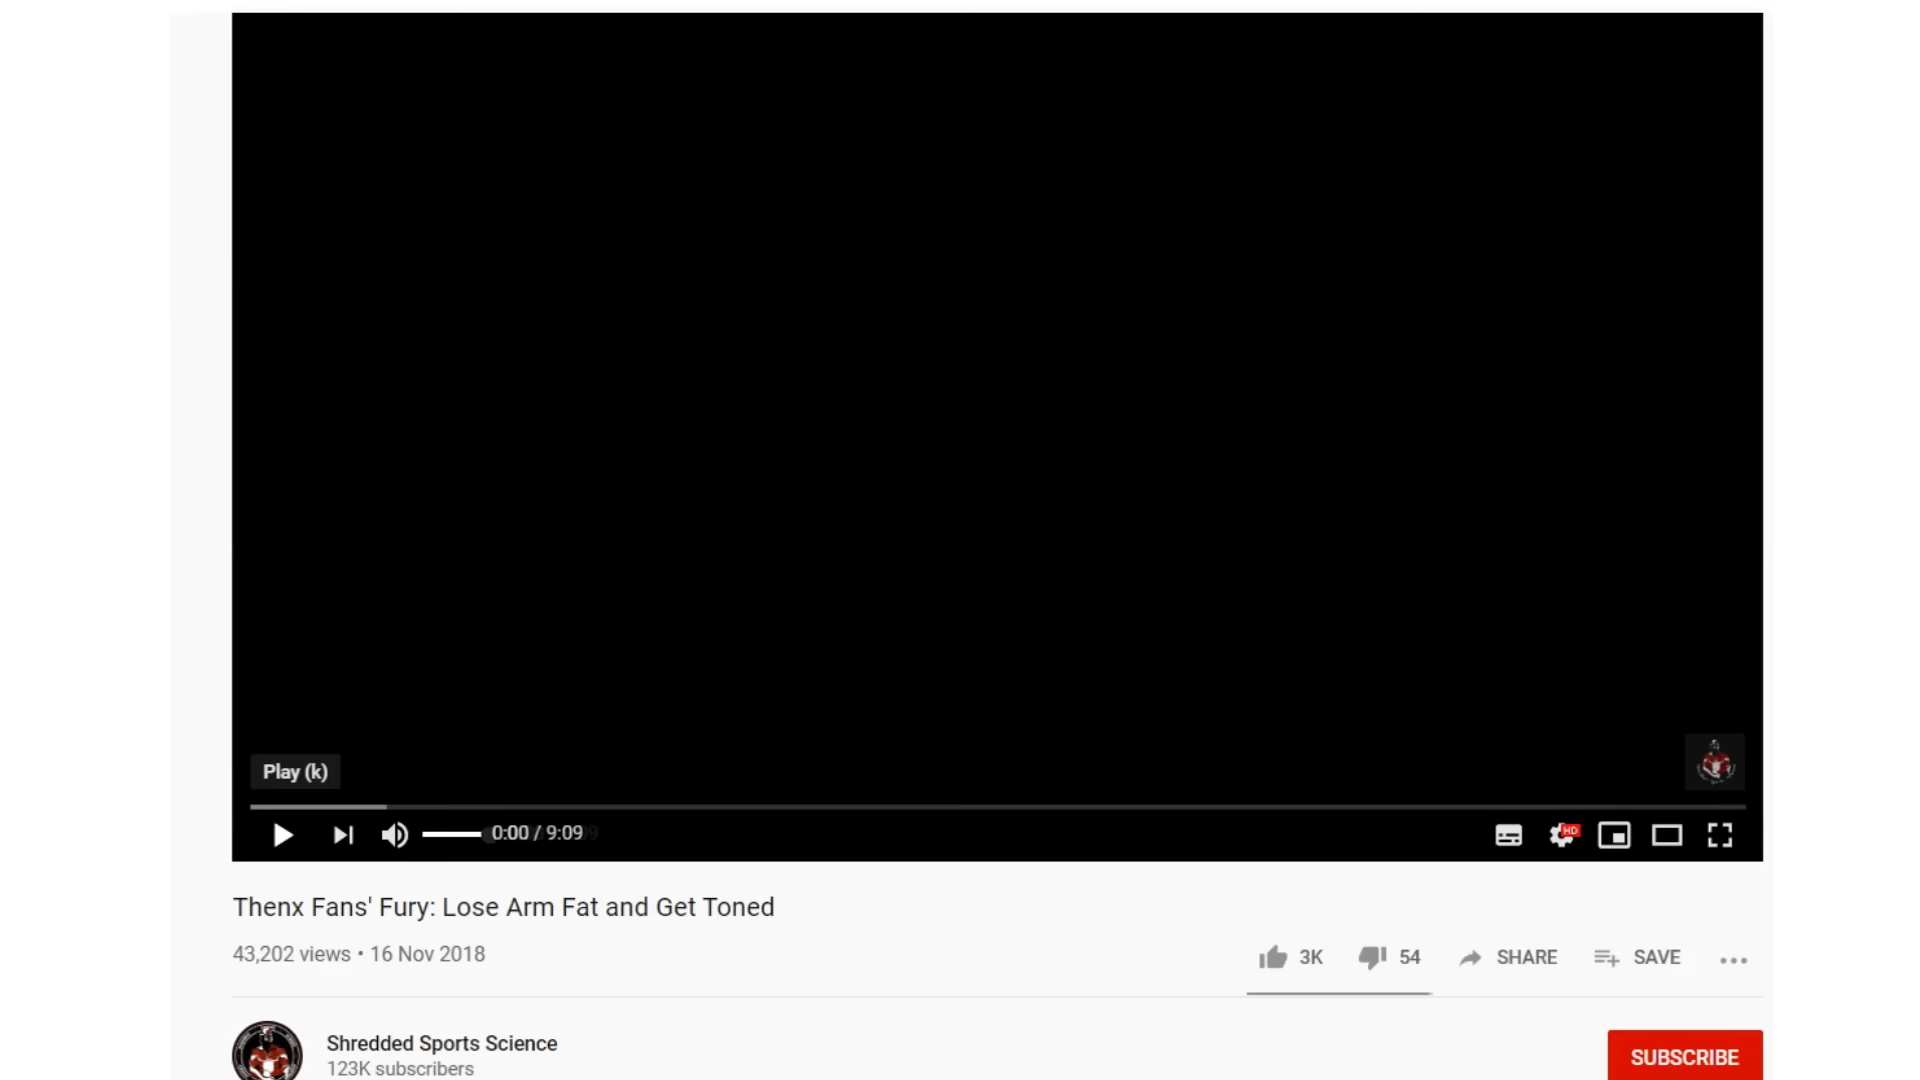 Play (k)
0:00 / 9:09
HD
Thenx Fans' Fury: Lose Arm Fat and Get Toned
43,202 views • 16 Nov 2018
3K
54
SHARE
SAVE
Shredded Sports Science
123K subscribers
SUBSCRIBE